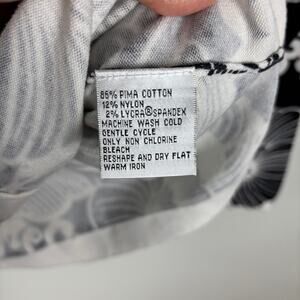 86% PIMA COTTON
12% NYLON
2% LYCRA®SPANDEX
MACHINE WASH COLD
GENTLE CYCLE
ONLY NON CHLORINE
BLEACH
RESHAPE AND DRY FLAT
WARM IRON